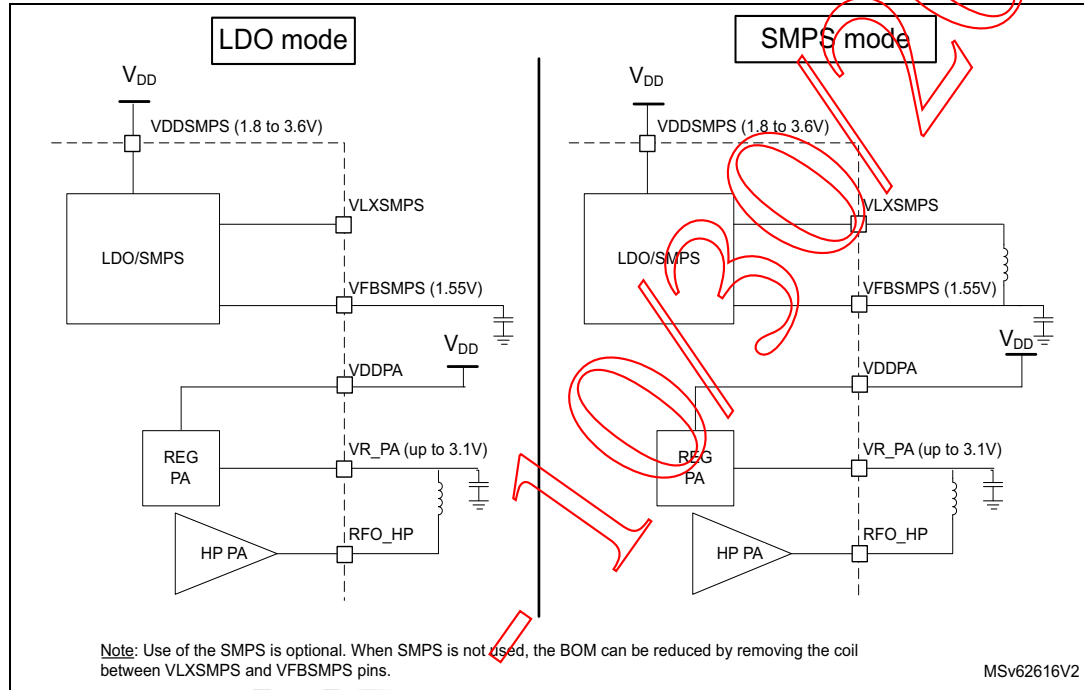 LDO mode
VDD
VDDSMPS (1.8 to 3.6V)
LDO/SMPS
VLXSMPS
VFBSMPS (1.55V)
VDD
VDDPA
REG
PA
VR_PA (up to 3.1V)
HP PA
RFO_HP
SMPS mode
VDD
VDDSMPS (1.8 to 3.6V)
LDO/SMPS
VLXSMPS
VFBSMPS (1.55V)
VDD
VDDPA
REG
PA
VR_PA (up to 3.1V)
HP PA
RFO_HP
Note: Use of the SMPS is optional. When SMPS is not used, the BOM can be reduced by removing the coil
between VLXSMPS and VFBSMPS pins.
MSv62616V2
- 10/30/20